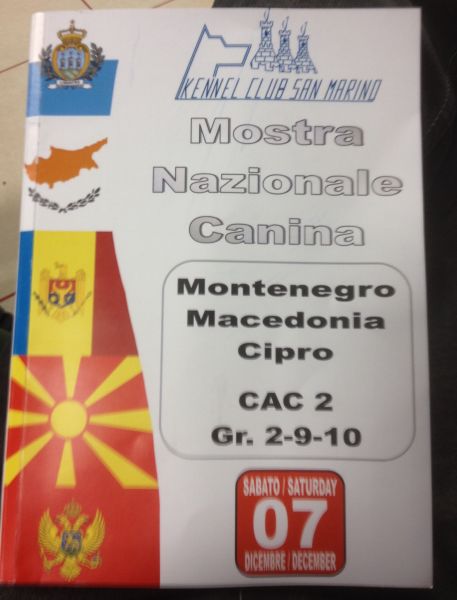 KENNEL CLUB SAN MARINO
Mostra
Nazionale
Canina
Montenegro
Macedonia
Cipro
CAC 2
Gr. 2-9-10
SABATO / SATURDAY
07
DICEMBRE / DECEMBER